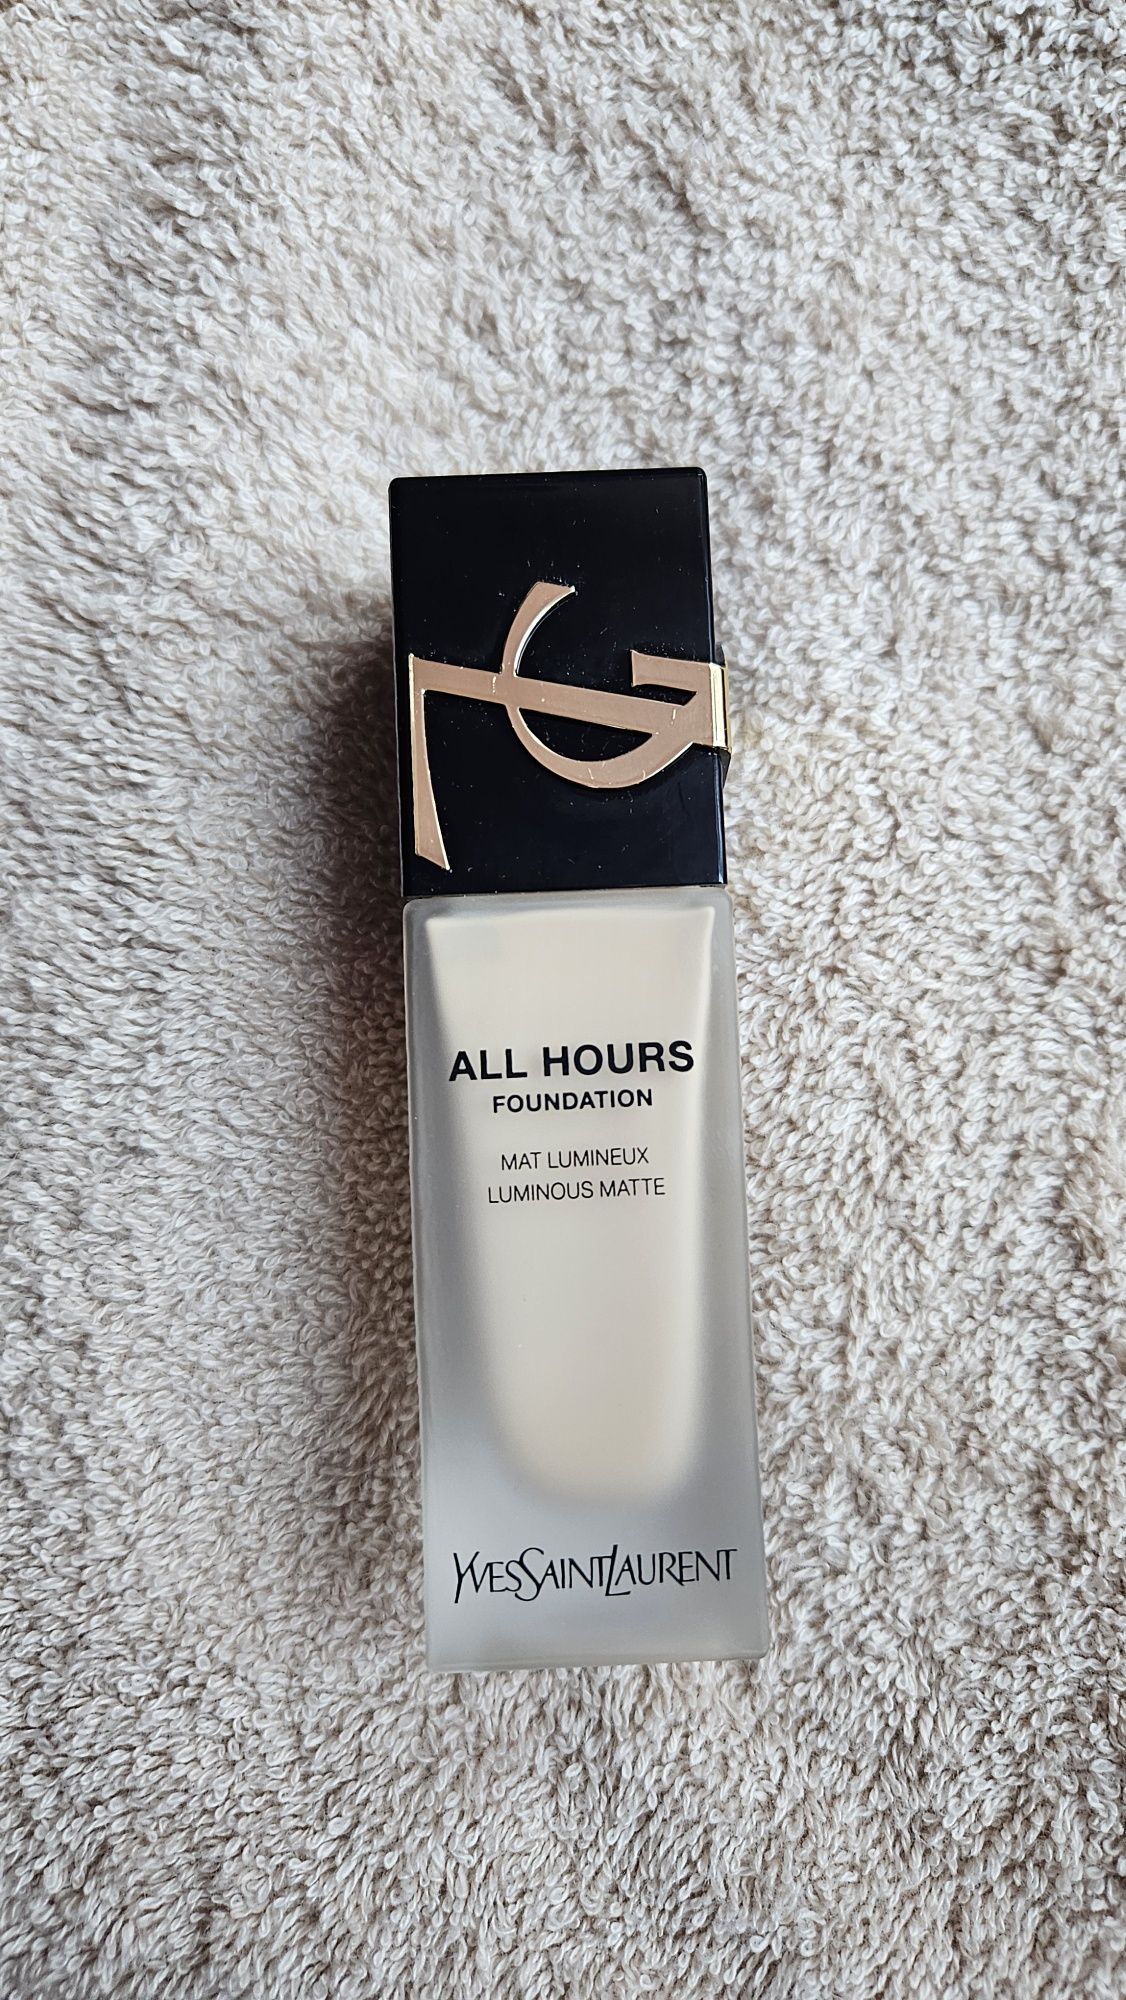 ALL HOURS
FOUNDATION
MAT LUMINEUX
LUMINOUS MATTE
YVESSAINTLAURENT